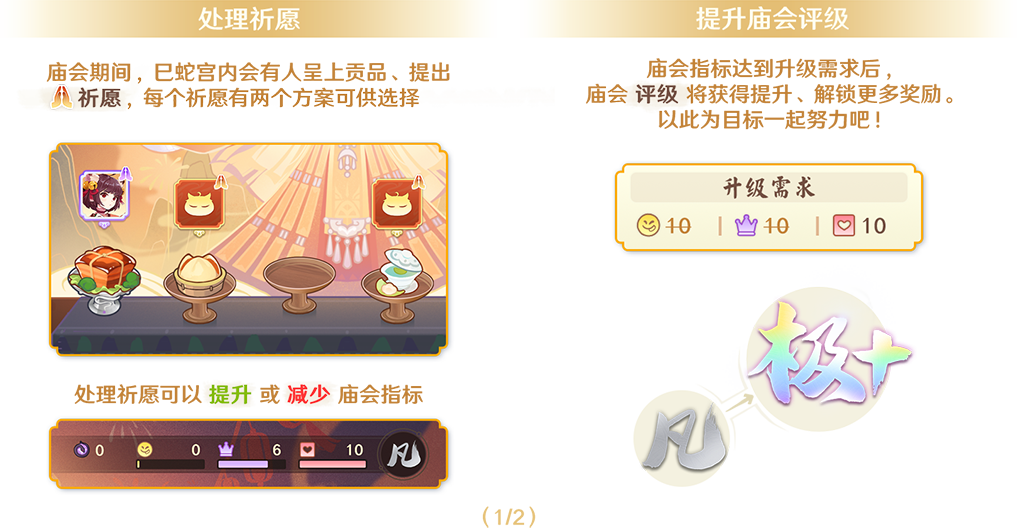 处理祈愿
庙会期间，巳蛇宫内会有人呈上贡品、提出
祈愿，每个祈愿有两个方案可供选择
处理祈愿可以 提升 或 减少 庙会指标
0 0 6 10 凡
提升庙会评级
庙会指标达到升级需求后，
庙会 评级 将获得提升、解锁更多奖励。
以此为目标一起努力吧！
升级需求
10 | 10 | 10
极+
凡
(1/2)